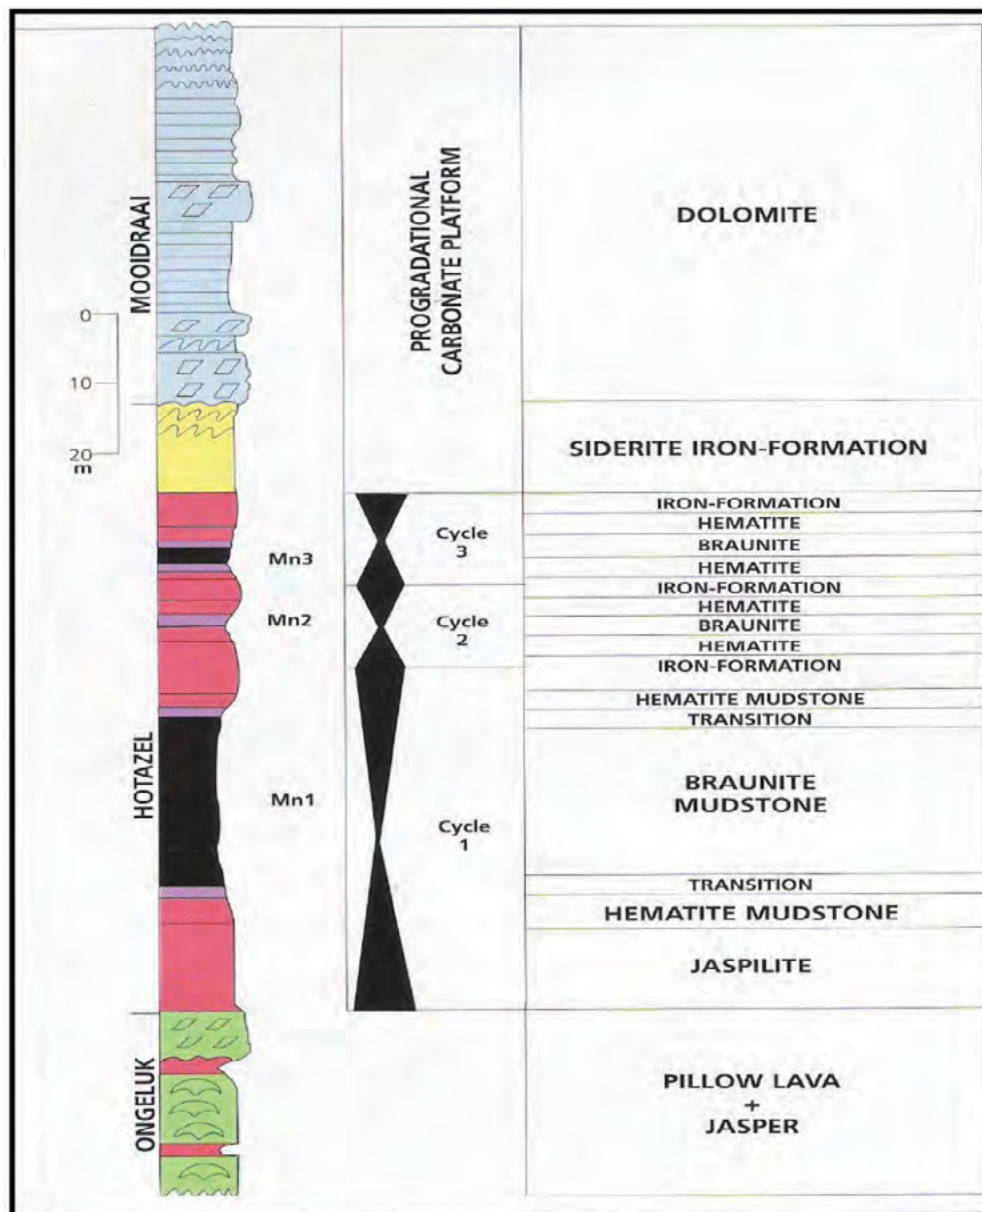 MOOIDRAAI
HOTAZEL
ONGELUK
0
10
20
m
Mn3
Mn2
Mn1
PROGRADATIONAL
CARBONATE PLATFORM
Cycle
3
Cycle
2
Cycle
1
DOLOMITE
SIDERITE IRON-FORMATION
IRON-FORMATION
HEMATITE
BRAUNITE
HEMATITE
IRON-FORMATION
HEMATITE
BRAUNITE
HEMATITE
IRON-FORMATION
HEMATITE MUDSTONE
TRANSITION
BRAUNITE
MUDSTONE
TRANSITION
HEMATITE MUDSTONE
JASPILITE
PILLOW LAVA
+
JASPER